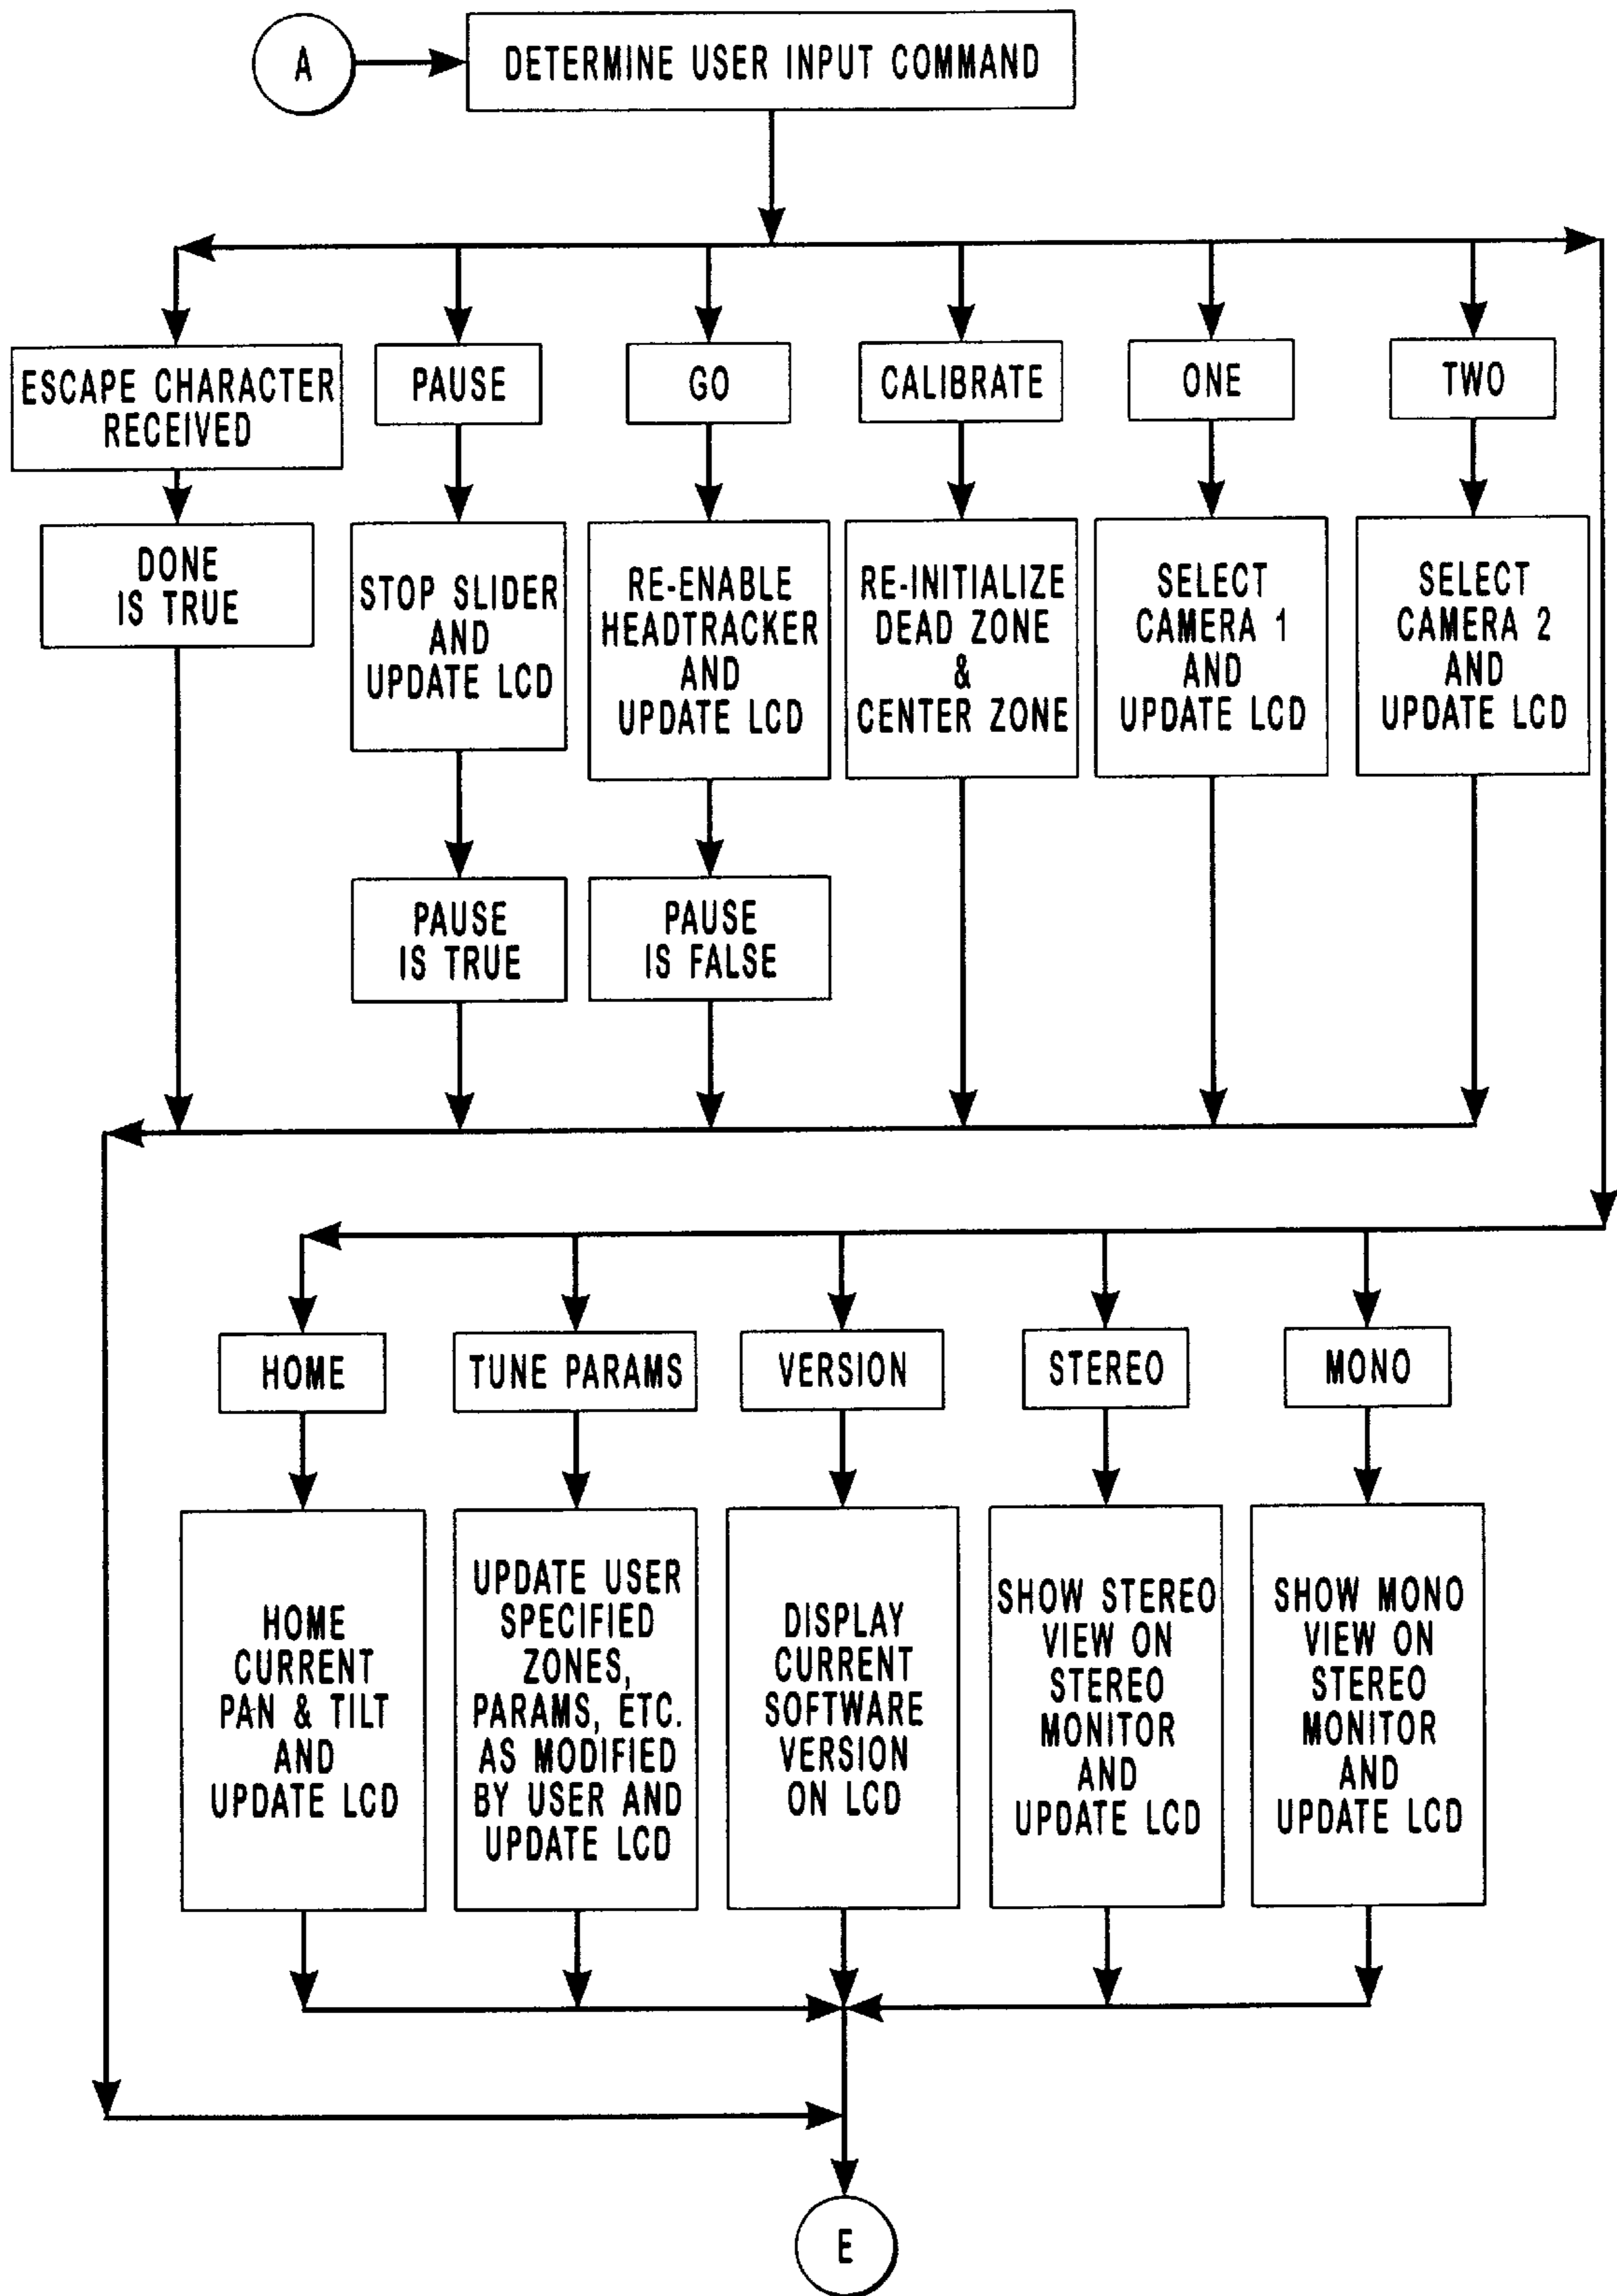 A
DETERMINE USER INPUT COMMAND
ESCAPE CHARACTER
RECEIVED
PAUSE
GO
CALIBRATE
ONE
TWO
DONE
IS TRUE
STOP SLIDER
AND
UPDATE LCD
RE-ENABLE
HEADTRACKER
AND
UPDATE LCD
RE-INITIALIZE
DEAD ZONE
&
CENTER ZONE
SELECT
CAMERA 1
AND
UPDATE LCD
SELECT
CAMERA 2
AND
UPDATE LCD
PAUSE
IS TRUE
PAUSE
IS FALSE
HOME
TUNE PARAMS
VERSION
STEREO
MONO
HOME
CURRENT
PAN & TILT
AND
UPDATE LCD
UPDATE USER
SPECIFIED
ZONES,
PARAMS, ETC.
AS MODIFIED
BY USER AND
UPDATE LCD
DISPLAY
CURRENT
SOFTWARE
VERSION
ON LCD
SHOW STEREO
VIEW ON
STEREO
MONITOR
AND
UPDATE LCD
SHOW MONO
VIEW ON
STEREO
MONITOR
AND
UPDATE LCD
E